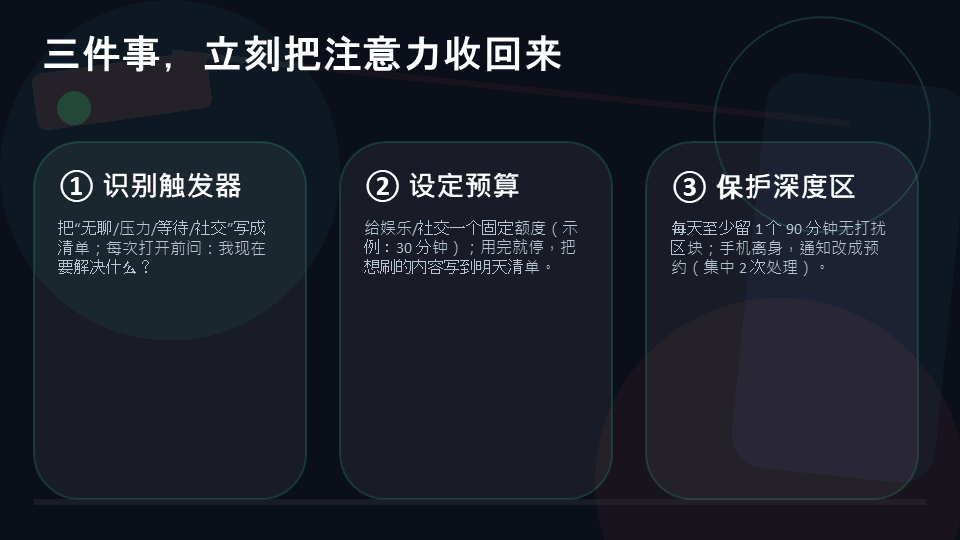 三件事，立刻把注意力收回来
① 识别触发器
把“无聊/压力/等待/社交”写成
清单；每次打开前问：我现在
要解决什么？
② 设定预算
给娱乐/社交一个固定额度（示
例：30 分钟）；用完就停，把
想刷的内容写到明天清单。
③ 保护深度区
每天至少留 1 个 90 分钟无打扰
区块；手机离身，通知改成预
约（集中 2 次处理）。